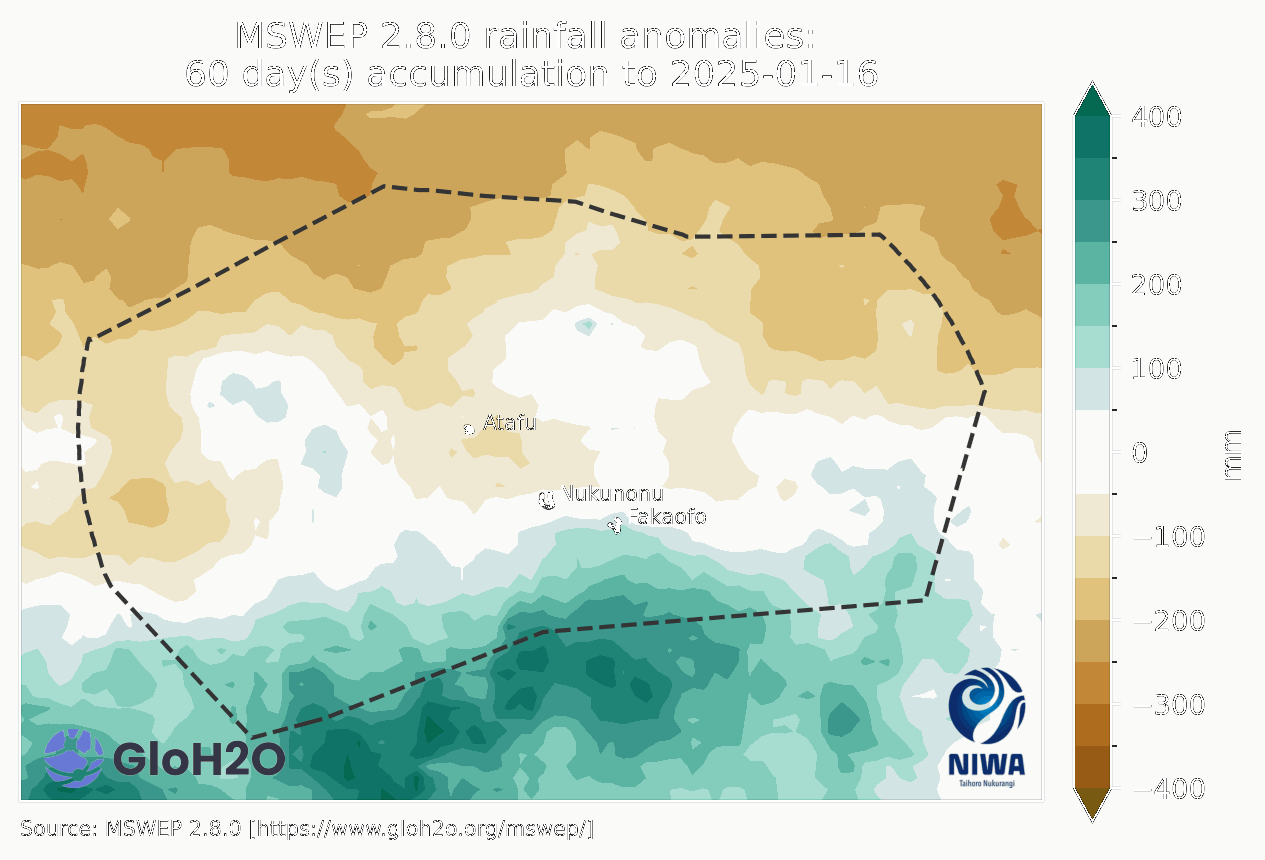 MSWEP 2.8.0 rainfall anomalies:
60 day(s) accumulation to 2025-01-16
400
300
200
100
0
−100
−200
−300
−400
mm
Atafu
Nukunonu
Fakaofo
GloH2O
NIWA
Taihoro Nukurangi
Source: MSWEP 2.8.0 [https://www.gloh2o.org/mswep/]